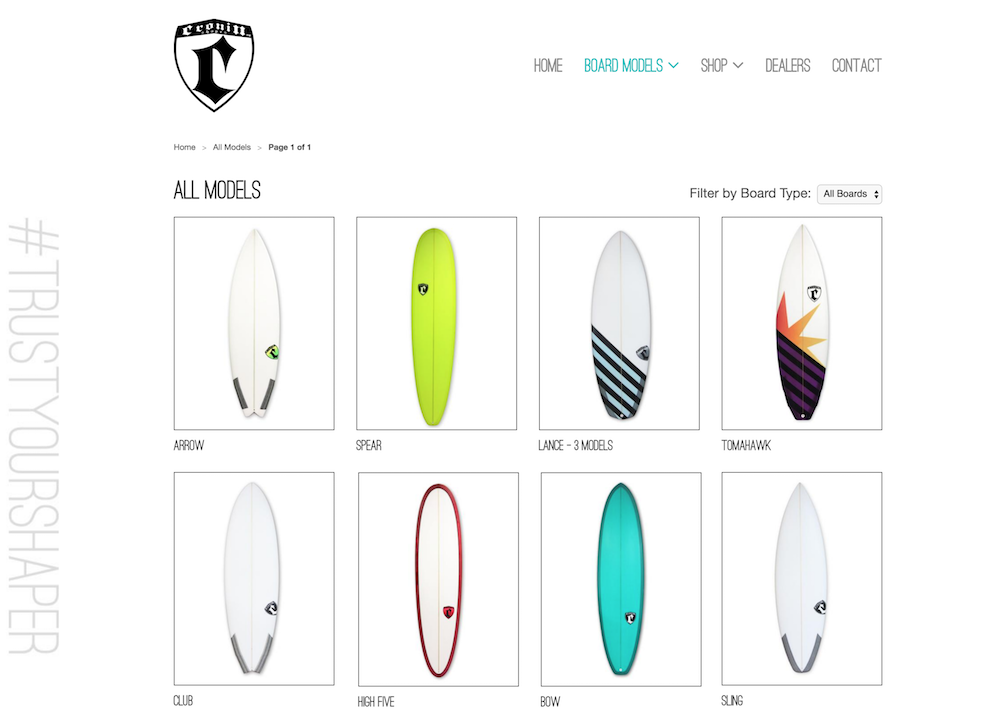 Cronin
HOME
BOARD MODELS
SHOP
DEALERS
CONTACT
Home > All Models > Page 1 of 1
ALL MODELS
Filter by Board Type: All Boards
#TRUSTYOURSHAPER
ARROW
SPEAR
LANCE - 3 MODELS
TOMAHAWK
CLUB
HIGH FIVE
BOW
SLING